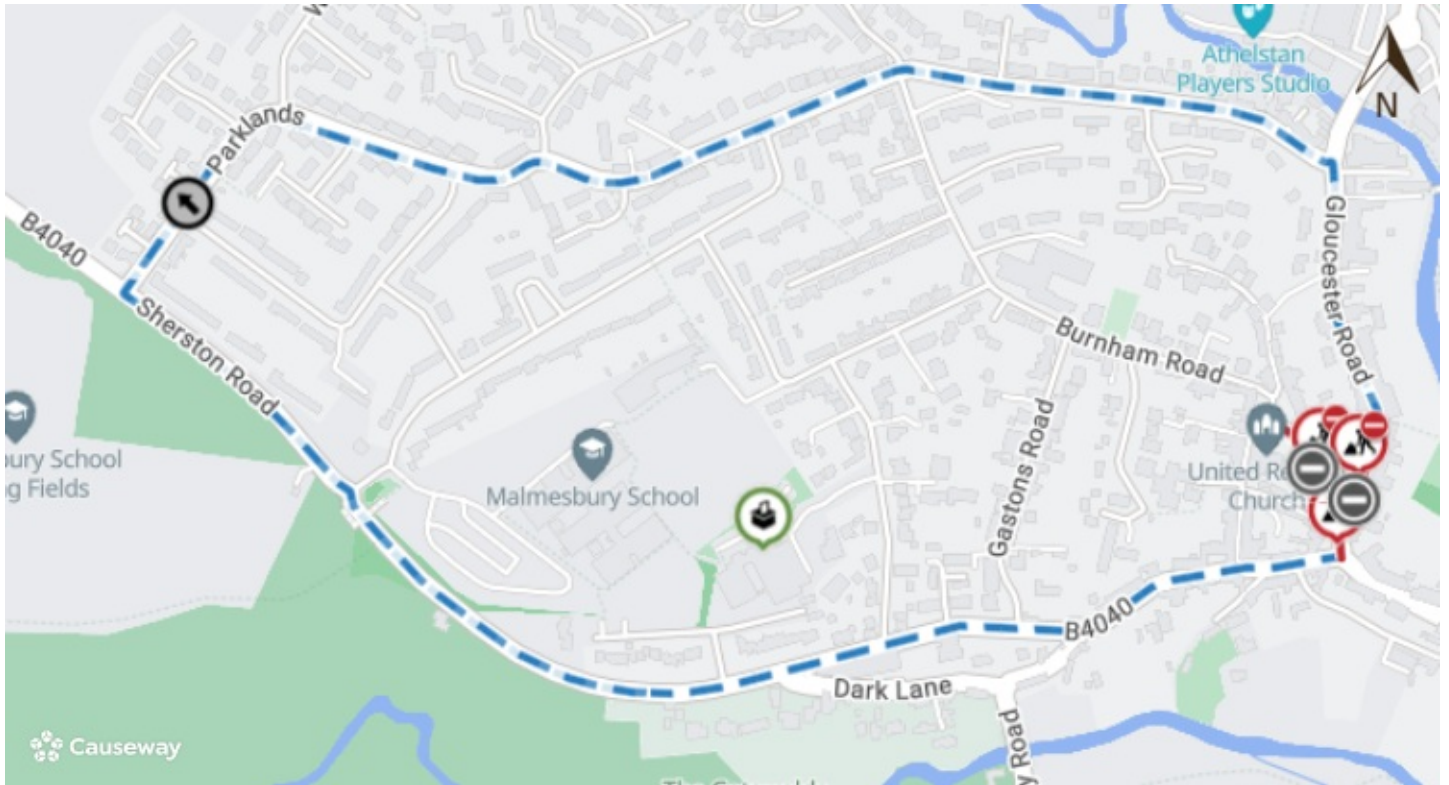 Athelstan
Players Studio
N
Parklands
B4040
Sherston Road
Gloucester Road
Burnham Road
Gastons Road
United Re
Church
bury School
g Fields
Malmesbury School
B4040
Dark Lane
Road
Causeway